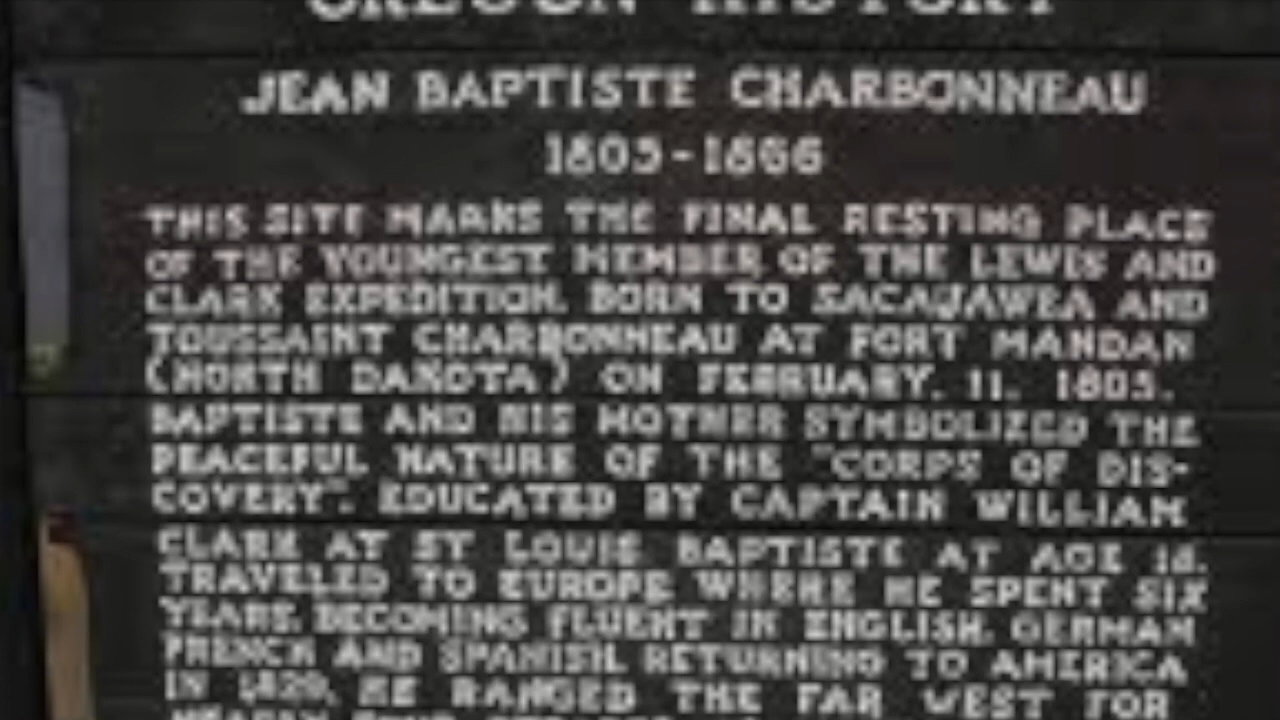 OREGON HISTORY
JEAN BAPTISTE CHARBONNEAU
1805-1866
THIS SITE MARKS THE FINAL RESTING PLACE
OF THE YOUNGEST MEMBER OF THE LEWIS AND
CLARK EXPEDITION. BORN TO SACAJAWEA AND
TOUSSAINT CHARBONNEAU AT FORT MANDAN
(NORTH DAKOTA) ON FEBRUARY. 11. 1805.
BAPTISTE AND HIS MOTHER SYMBOLIZED THE
PEACEFUL NATURE OF THE "CORPS OF DIS-
COVERY". EDUCATED BY CAPTAIN WILLIAM
CLARK AT ST LOUIS BAPTISTE AT AGE 18.
TRAVELED TO EUROPE WHERE HE SPENT SIX
YEARS, BECOMING FLUENT IN ENGLISH, GERMAN
FRENCH AND SPANISH. RETURNING TO AMERICA
IN 1829, HE RANGED THE FAR WEST FOR
NEARLY FOUR